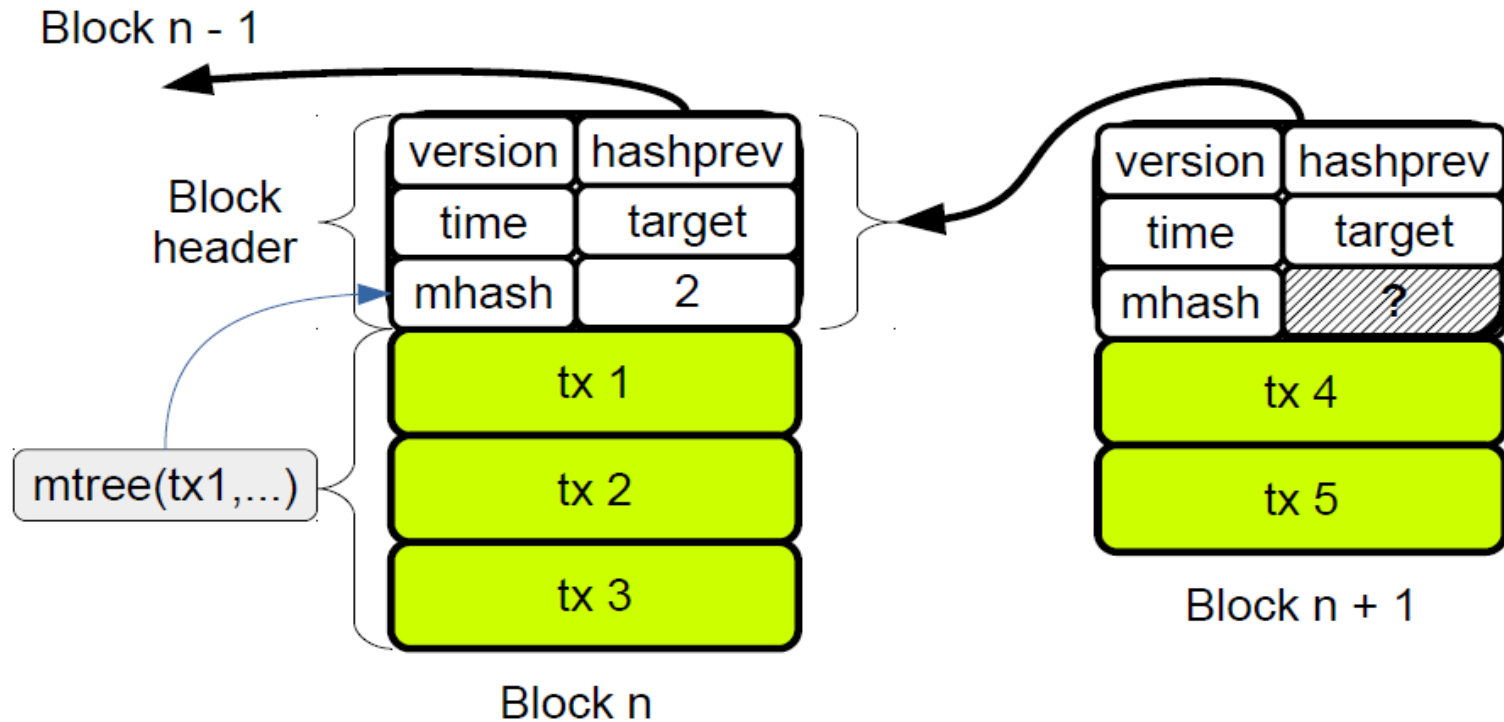 Block n - 1
Block
header
version
hashprev
time
target
mhash
2
mtree(tx1,...)
tx 1
tx 2
tx 3
Block n
version
hashprev
time
target
mhash
?
tx 4
tx 5
Block n + 1